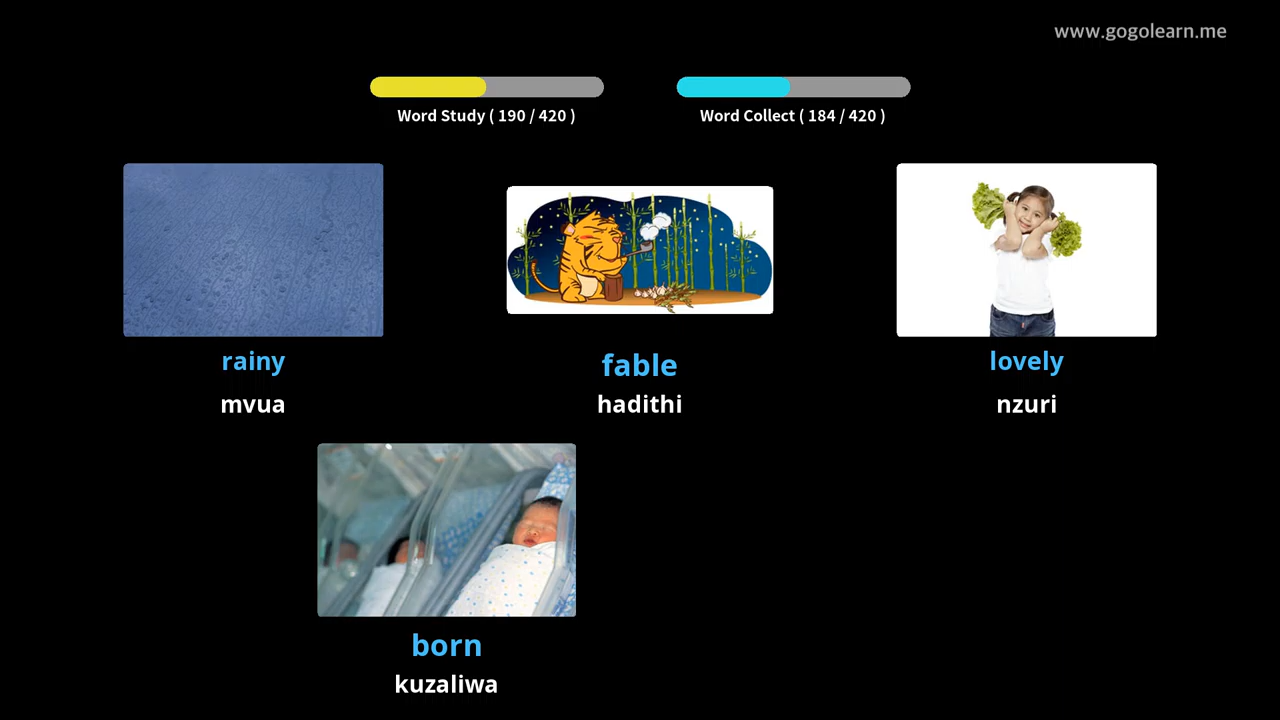 www.gogolearn.me
Word Study ( 190 / 420 )
Word Collect ( 184 / 420 )
rainy
mvua
fable
hadithi
lovely
nzuri
born
kuzaliwa